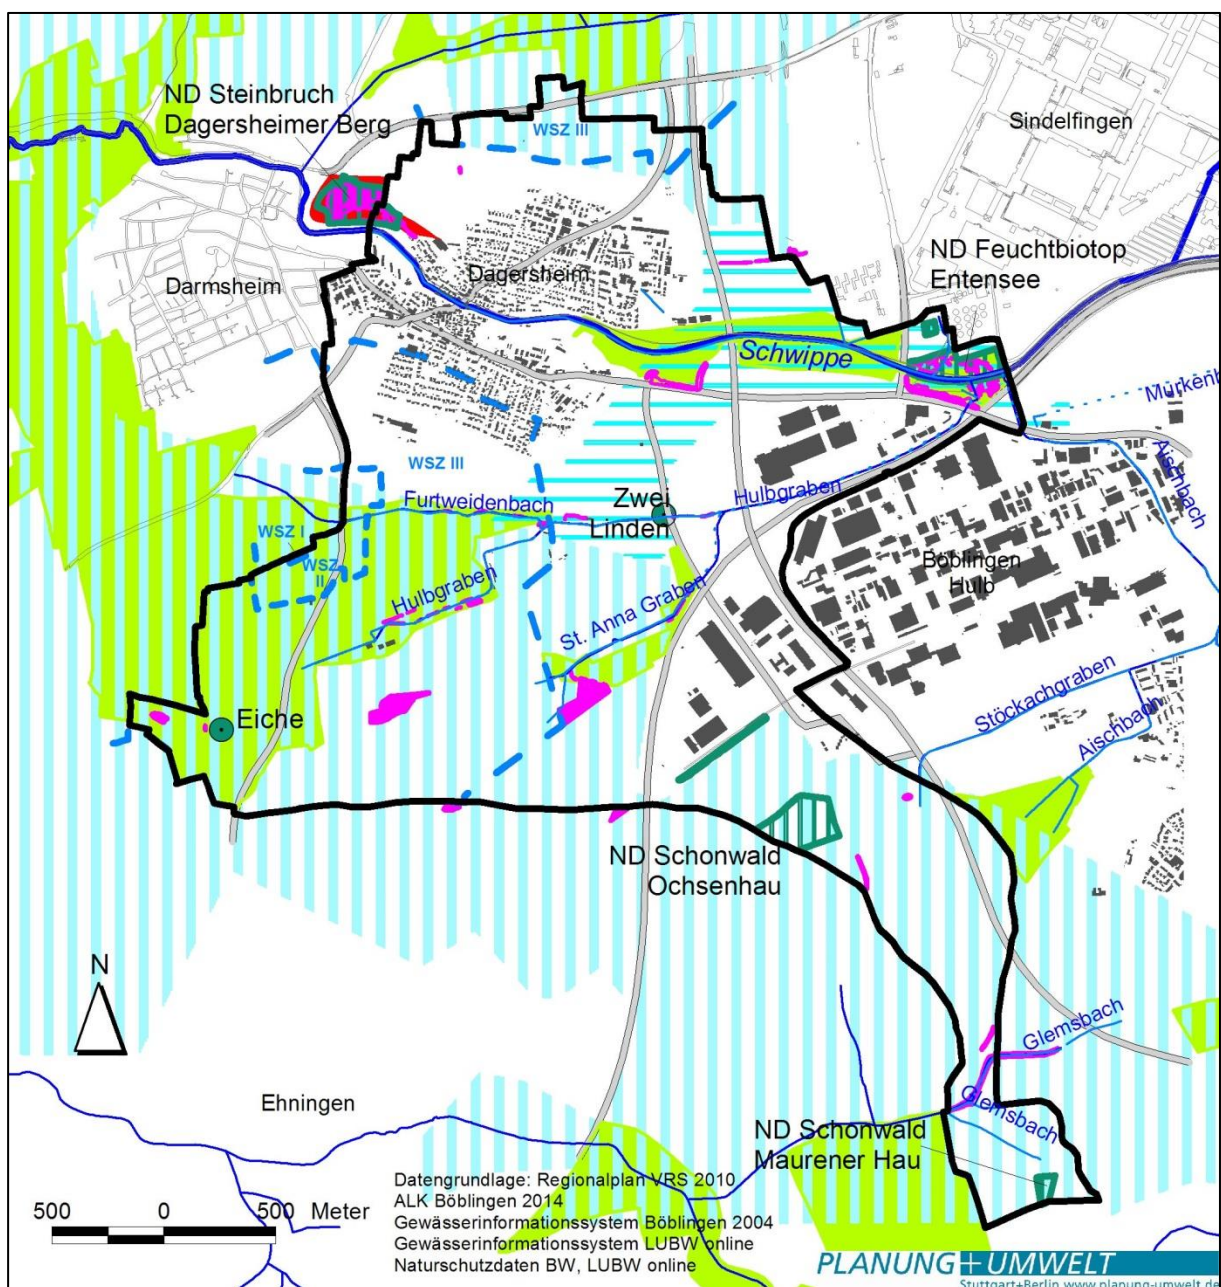 ND Steinbruch
Dagersheimer Berg
WSZ III
Sindelfingen
ND Feuchtbiotop
Entensee
Darmsheim
Dagersheim
Schwippe
WSZ III
Furtweidenbach
Zwei
Linden
Hulbgraben
Aischbach
WSZ I
WSZ
II
Hulbgraben
St. Anna Graben
Böblingen
Hulb
Stöckachgraben
Aischbach
Eiche
ND Schonwald
Ochsenhau
N
Glemsbach
Glemsbach
Ehningen
ND Schonwald
Maurener Hau
500 0 500 Meter
Datengrundlage: Regionalplan VRS 2010
ALK Böblingen 2014
Gewässerinformationssystem Böblingen 2004
Gewässerinformationssystem LUBW online
Naturschutzdaten BW, LUBW online
PLANUNG+UMWELT
Stuttgart+Berlin www.planung-umwelt.de